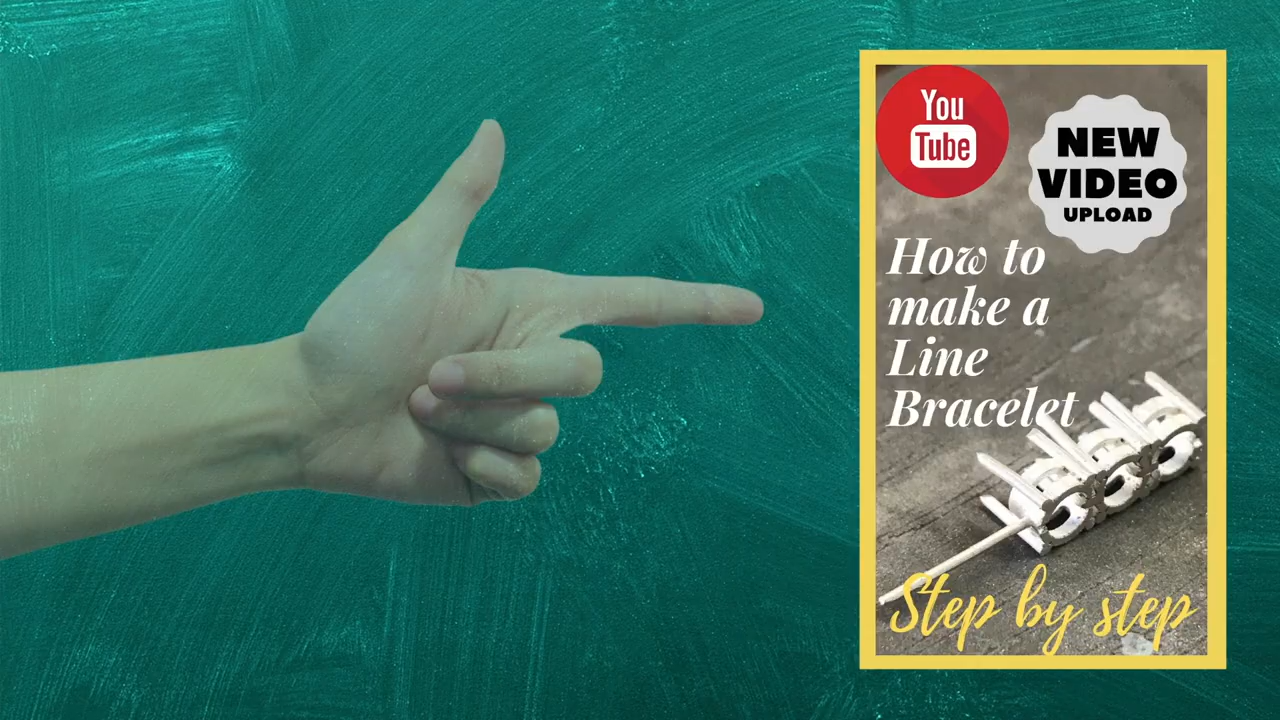 You
Tube
NEW
VIDEO
UPLOAD
How to
make a
Line
Bracelet
Step by step